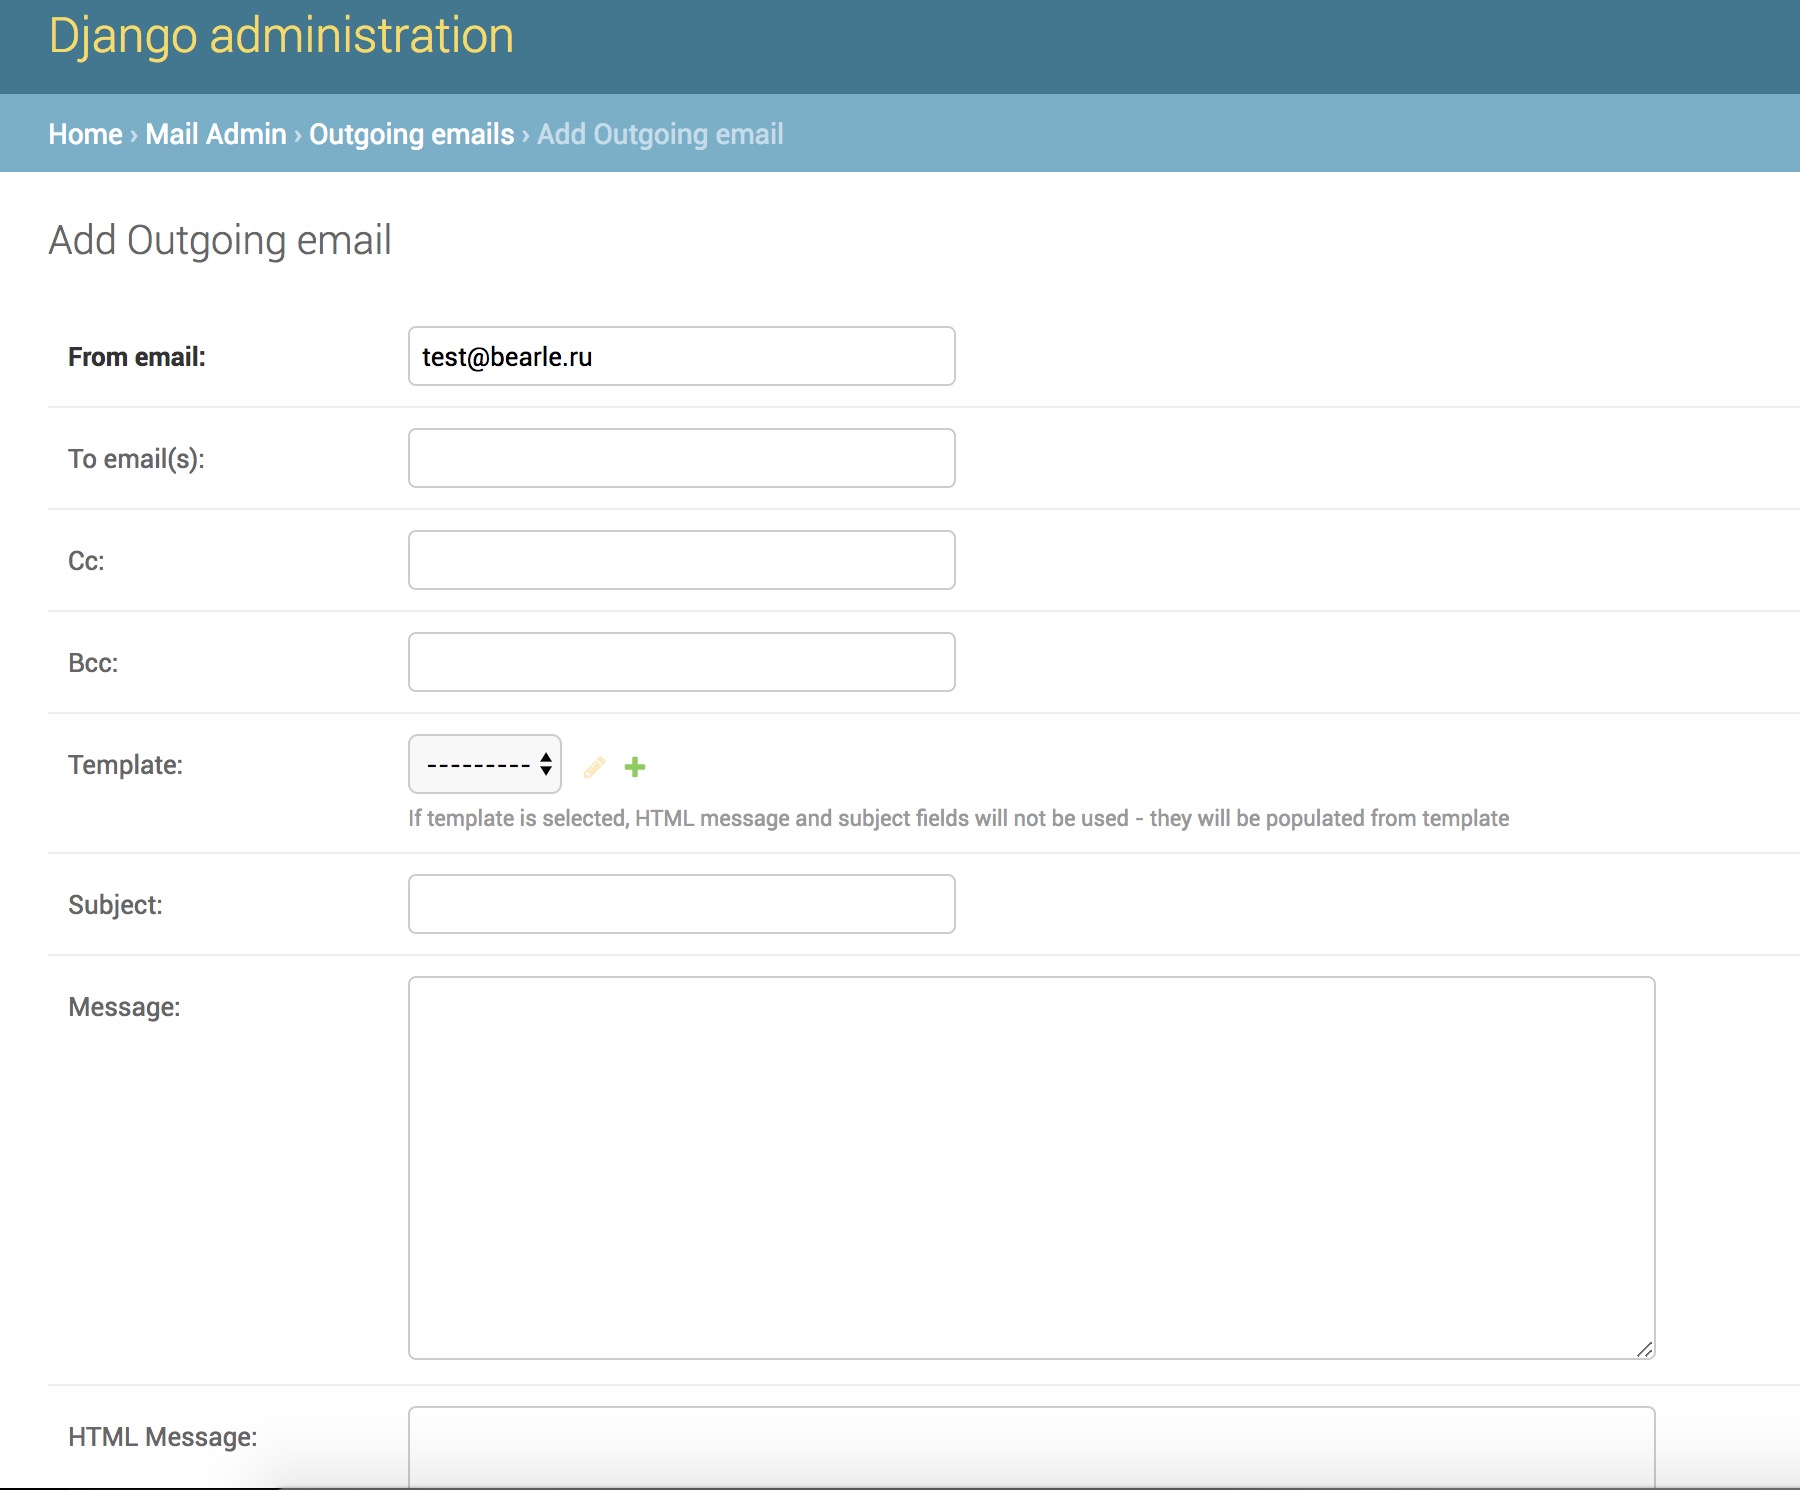 Django administration
Home › Mail Admin › Outgoing emails › Add Outgoing email
Add Outgoing email
From email: test@bearle.ru
To email(s):
Cc:
Bcc:
Template: ---------
If template is selected, HTML message and subject fields will not be used - they will be populated from template
Subject:
Message:
HTML Message: